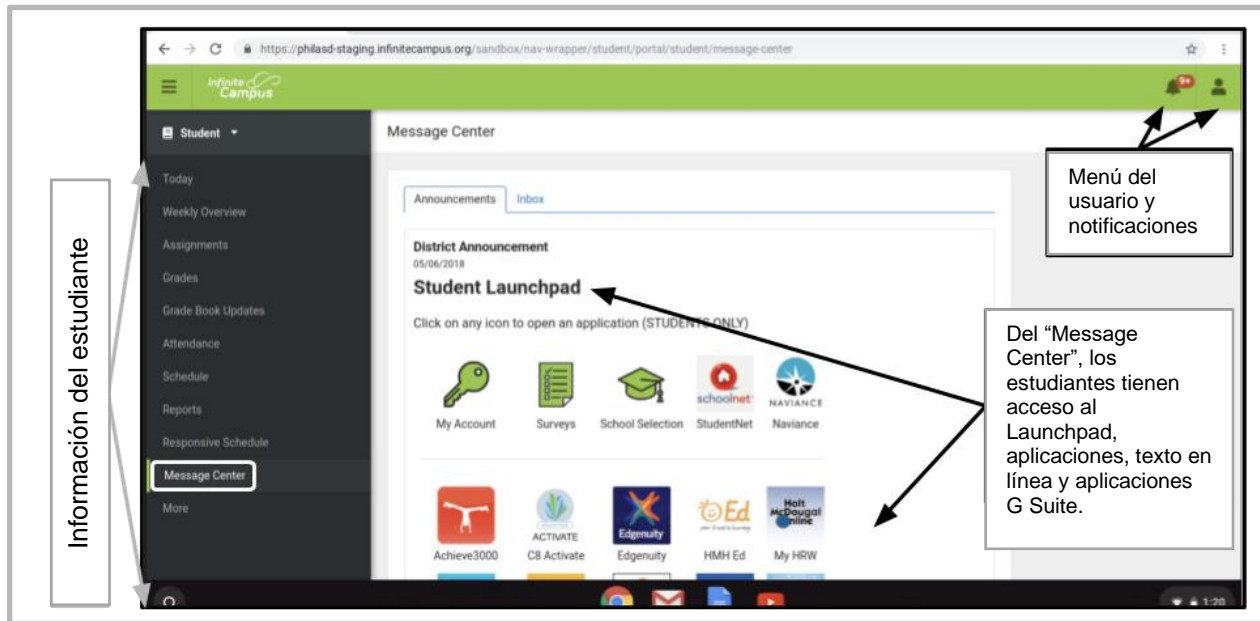 https://philasd-staging.infinitecampus.org/sandbox/nav-wrapper/student/portal/student/message-center
Infinite
Campus
9+
Student
Message Center
Today
Weekly Overview
Assignments
Grades
Grade Book Updates
Attendance
Schedule
Reports
Responsive Schedule
Message Center
More
Información del estudiante
Announcements Inbox
District Announcement
05/06/2018
Student Launchpad
Click on any icon to open an application (STUDENTS ONLY)
schoolnet
NAVIANCE
My Account Surveys School Selection StudentNet Naviance
ACTIVATE
Edgenuity
Ed
Holt
McDougal
Online
Achieve3000 C8 Activate Edgenuity HMH Ed My HRW
1:20
Menú del
usuario y
notificaciones
Del “Message
Center”, los
estudiantes tienen
acceso al
Launchpad,
aplicaciones, texto en
línea y aplicaciones
G Suite.